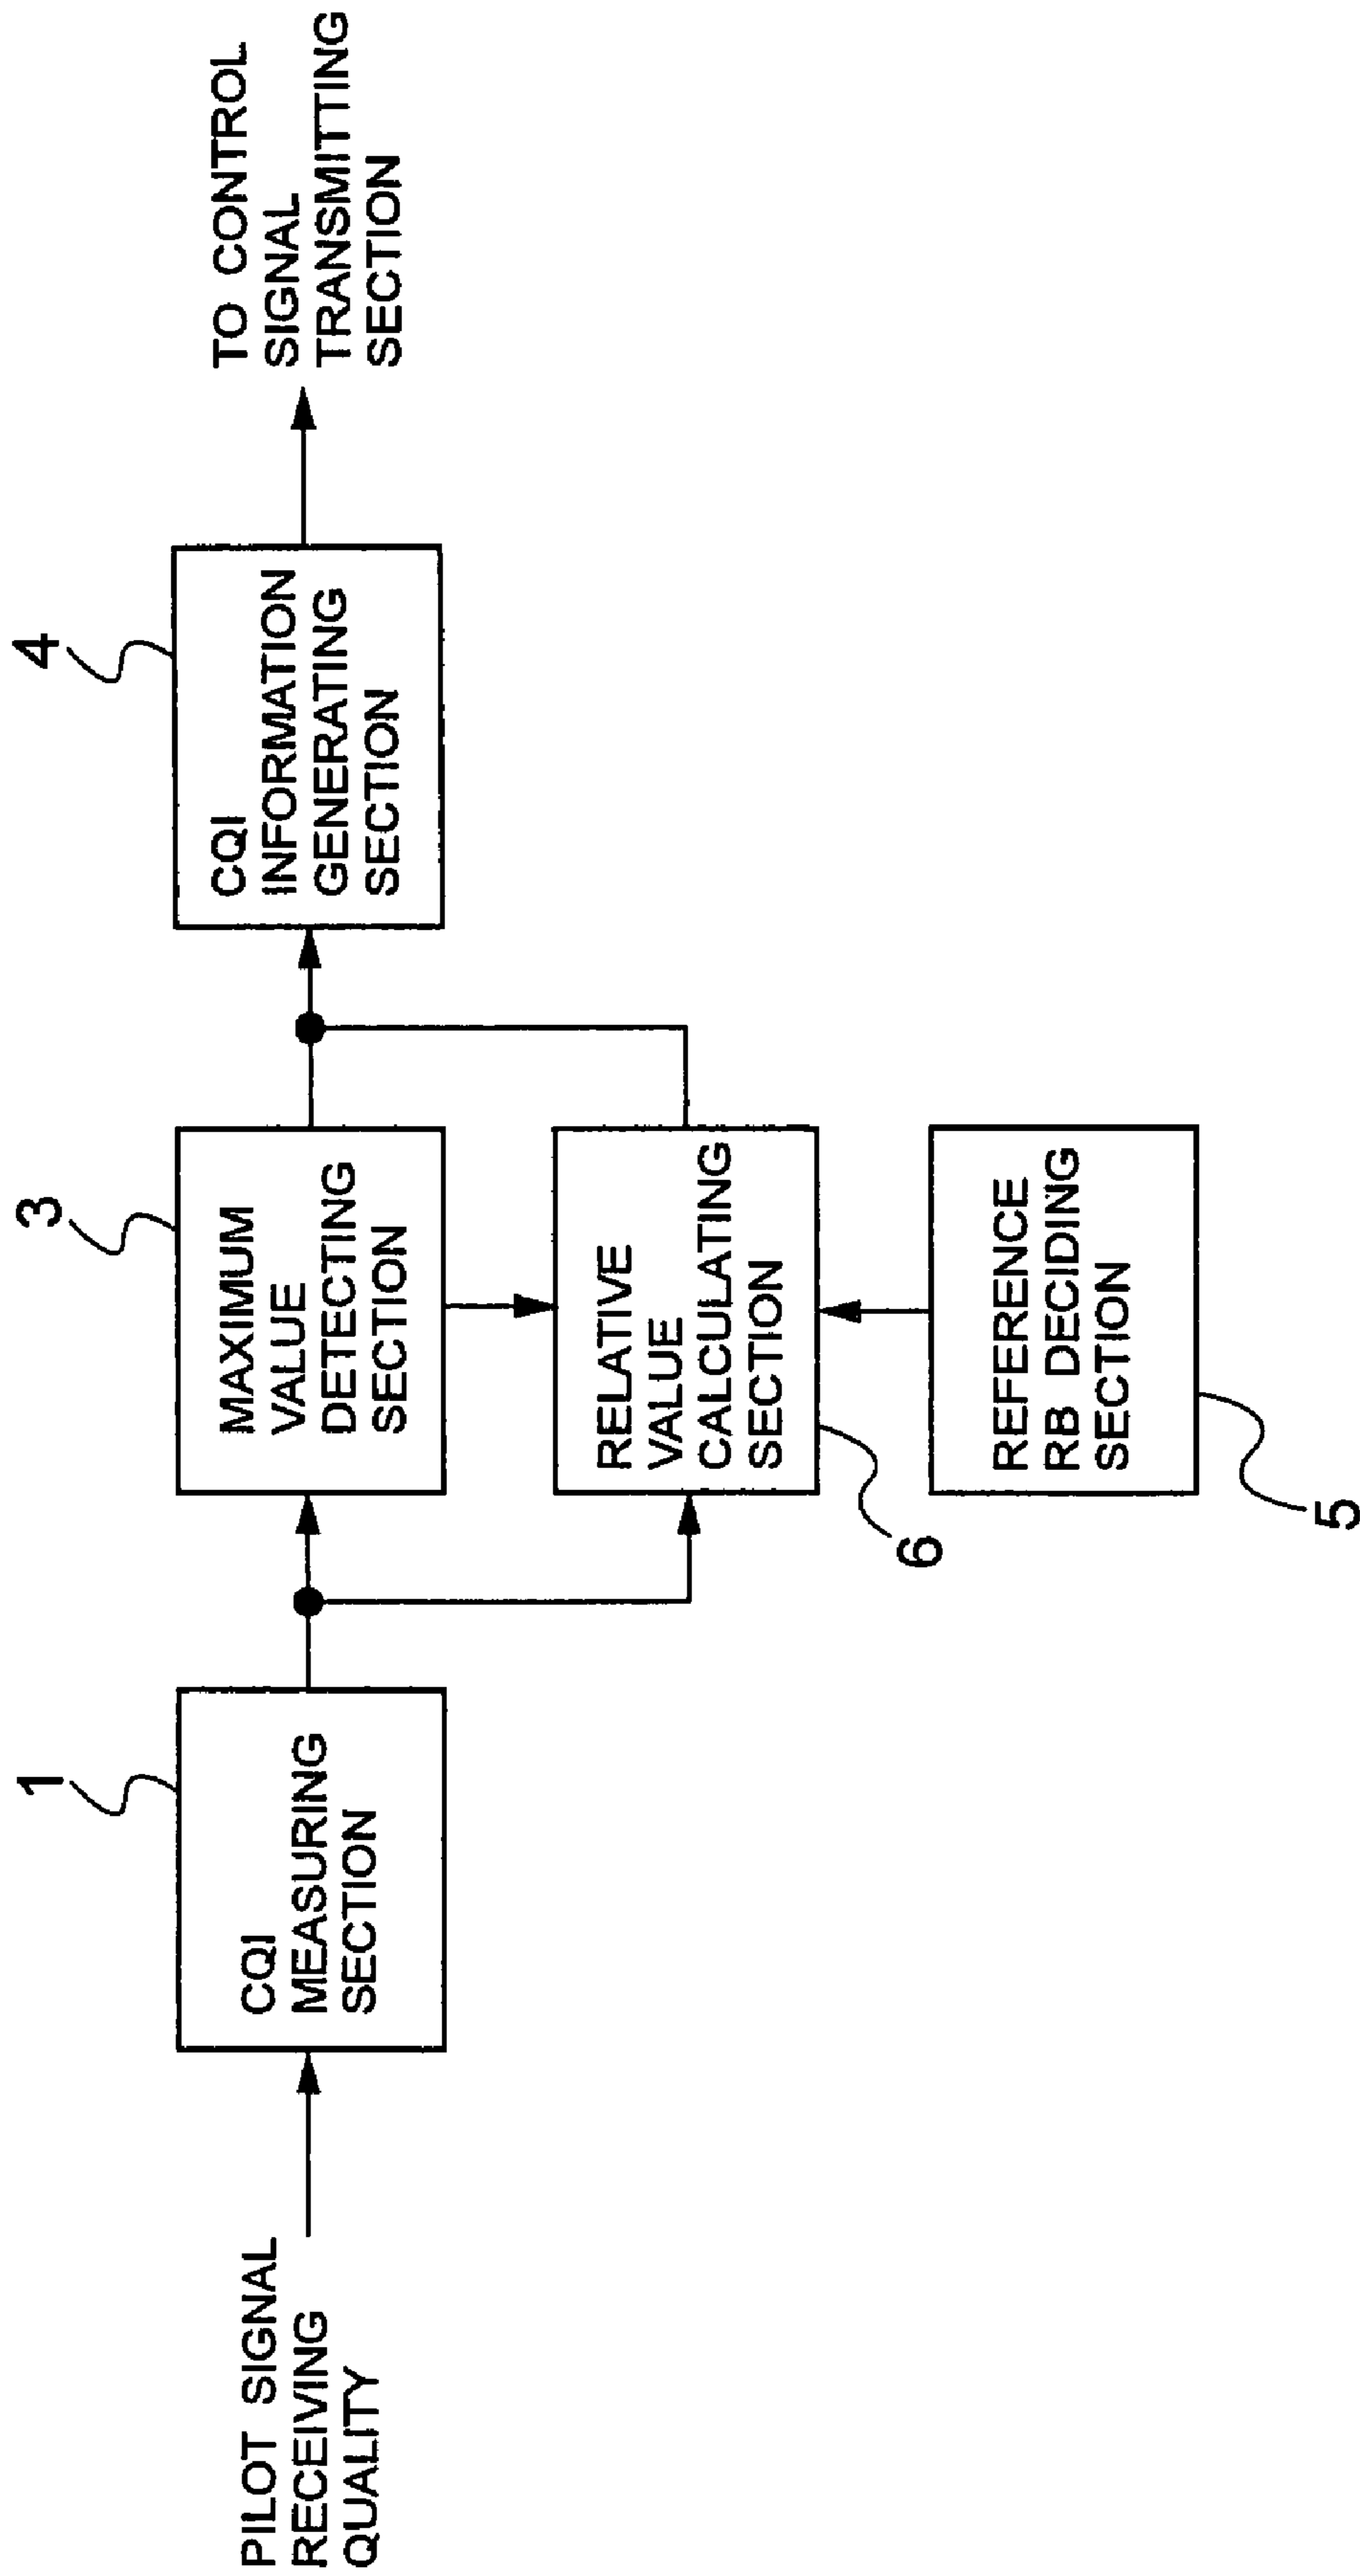 PILOT SIGNAL
RECEIVING
QUALITY
1
CQI
MEASURING
SECTION
3
MAXIMUM
VALUE
DETECTING
SECTION
6
RELATIVE
VALUE
CALCULATING
SECTION
5
REFERENCE
RB DECIDING
SECTION
4
CQI
INFORMATION
GENERATING
SECTION
TO CONTROL
SIGNAL
TRANSMITTING
SECTION